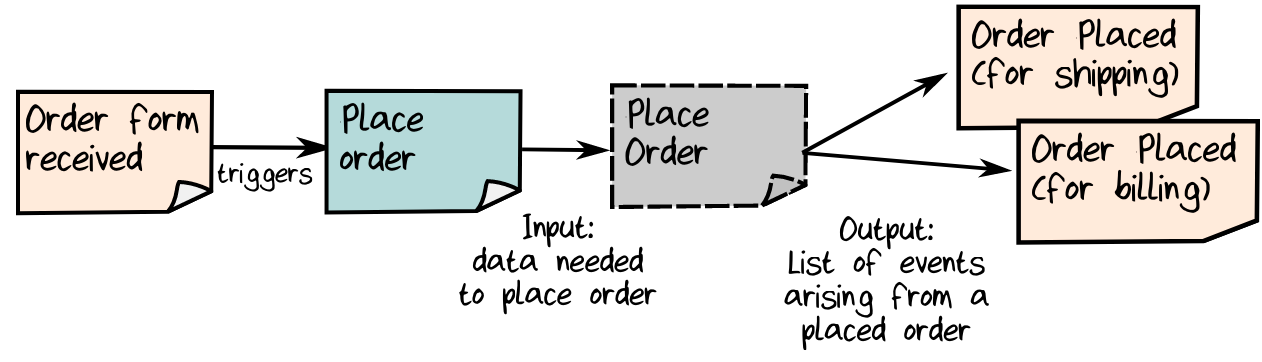 Order form
received
triggers
Place
order
Input:
data needed
to place order
Place
Order
Output:
List of events
arising from a
placed order
Order Placed
(for shipping)
Order Placed
(for billing)